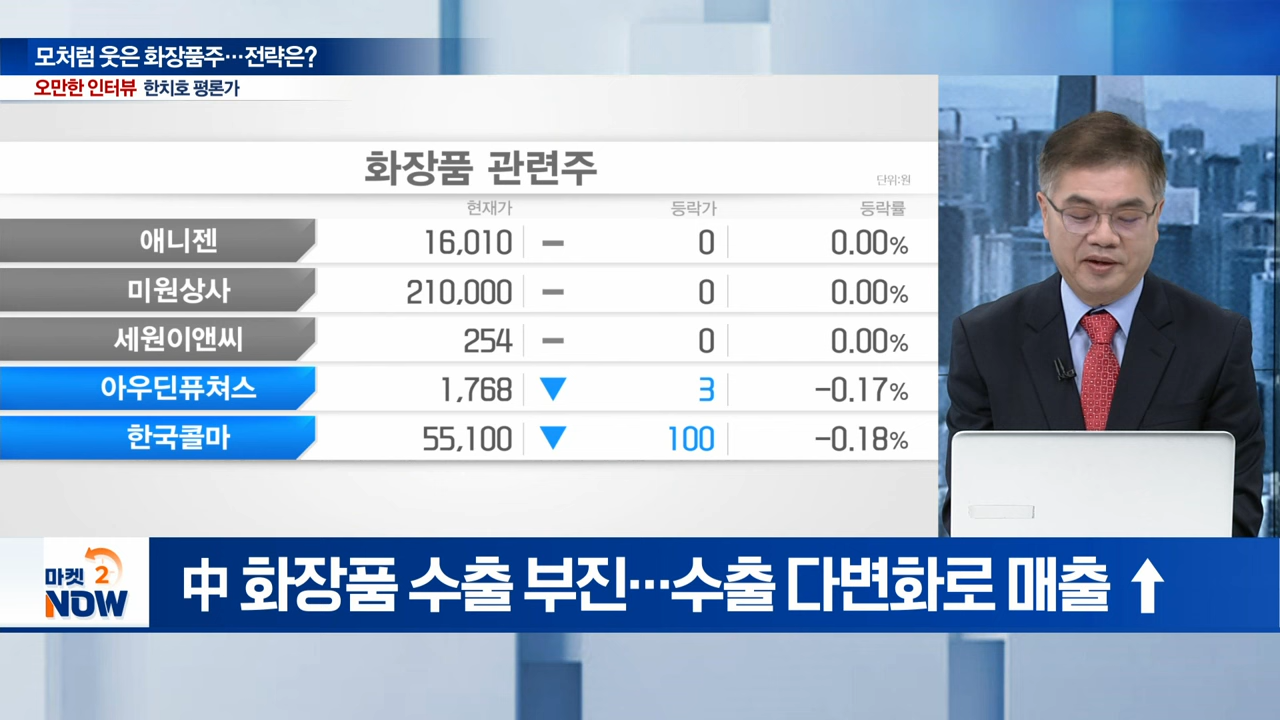 모처럼 웃은 화장품주…전략은?
오만한 인터뷰 한치호 평론가
화장품 관련주
단위:원
현재가 등락가 등락률
애니젠 16,010 – 0 0.00%
미원상사 210,000 – 0 0.00%
세원이앤씨 254 – 0 0.00%
아우딘퓨쳐스 1,768 ▼ 3 -0.17%
한국콜마 55,100 ▼ 100 -0.18%
마켓 2
NOW
中 화장품 수출 부진…수출 다변화로 매출 ↑